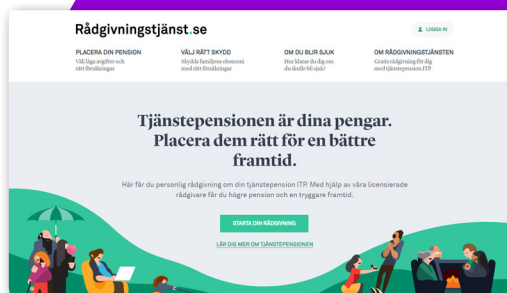 Rådgivningstjänst.se
LOGGA IN
PLACERA DIN PENSION
Välj låga avgifter och
rätt försäkringar
VÄLJ RÄTT SKYDD
Skydda familjens ekonomi
med rätt försäkringar
OM DU BLIR SJUK
Hur klarar du dig om
du skulle bli sjuk?
OM RÅDGIVNINGSTJÄNSTEN
Gratis rådgivning för dig
med tjänstepension ITP
Tjänstepensionen är dina pengar.
Placera dem rätt för en bättre
framtid.
Här får du personlig rådgivning om din tjänstepension ITP. Med hjälp av våra licensierade
rådgivare får du högre pension och en tryggare framtid.
STARTA DIN RÅDGIVNING
LÄR DIG MER OM TJÄNSTEPENSIONEN